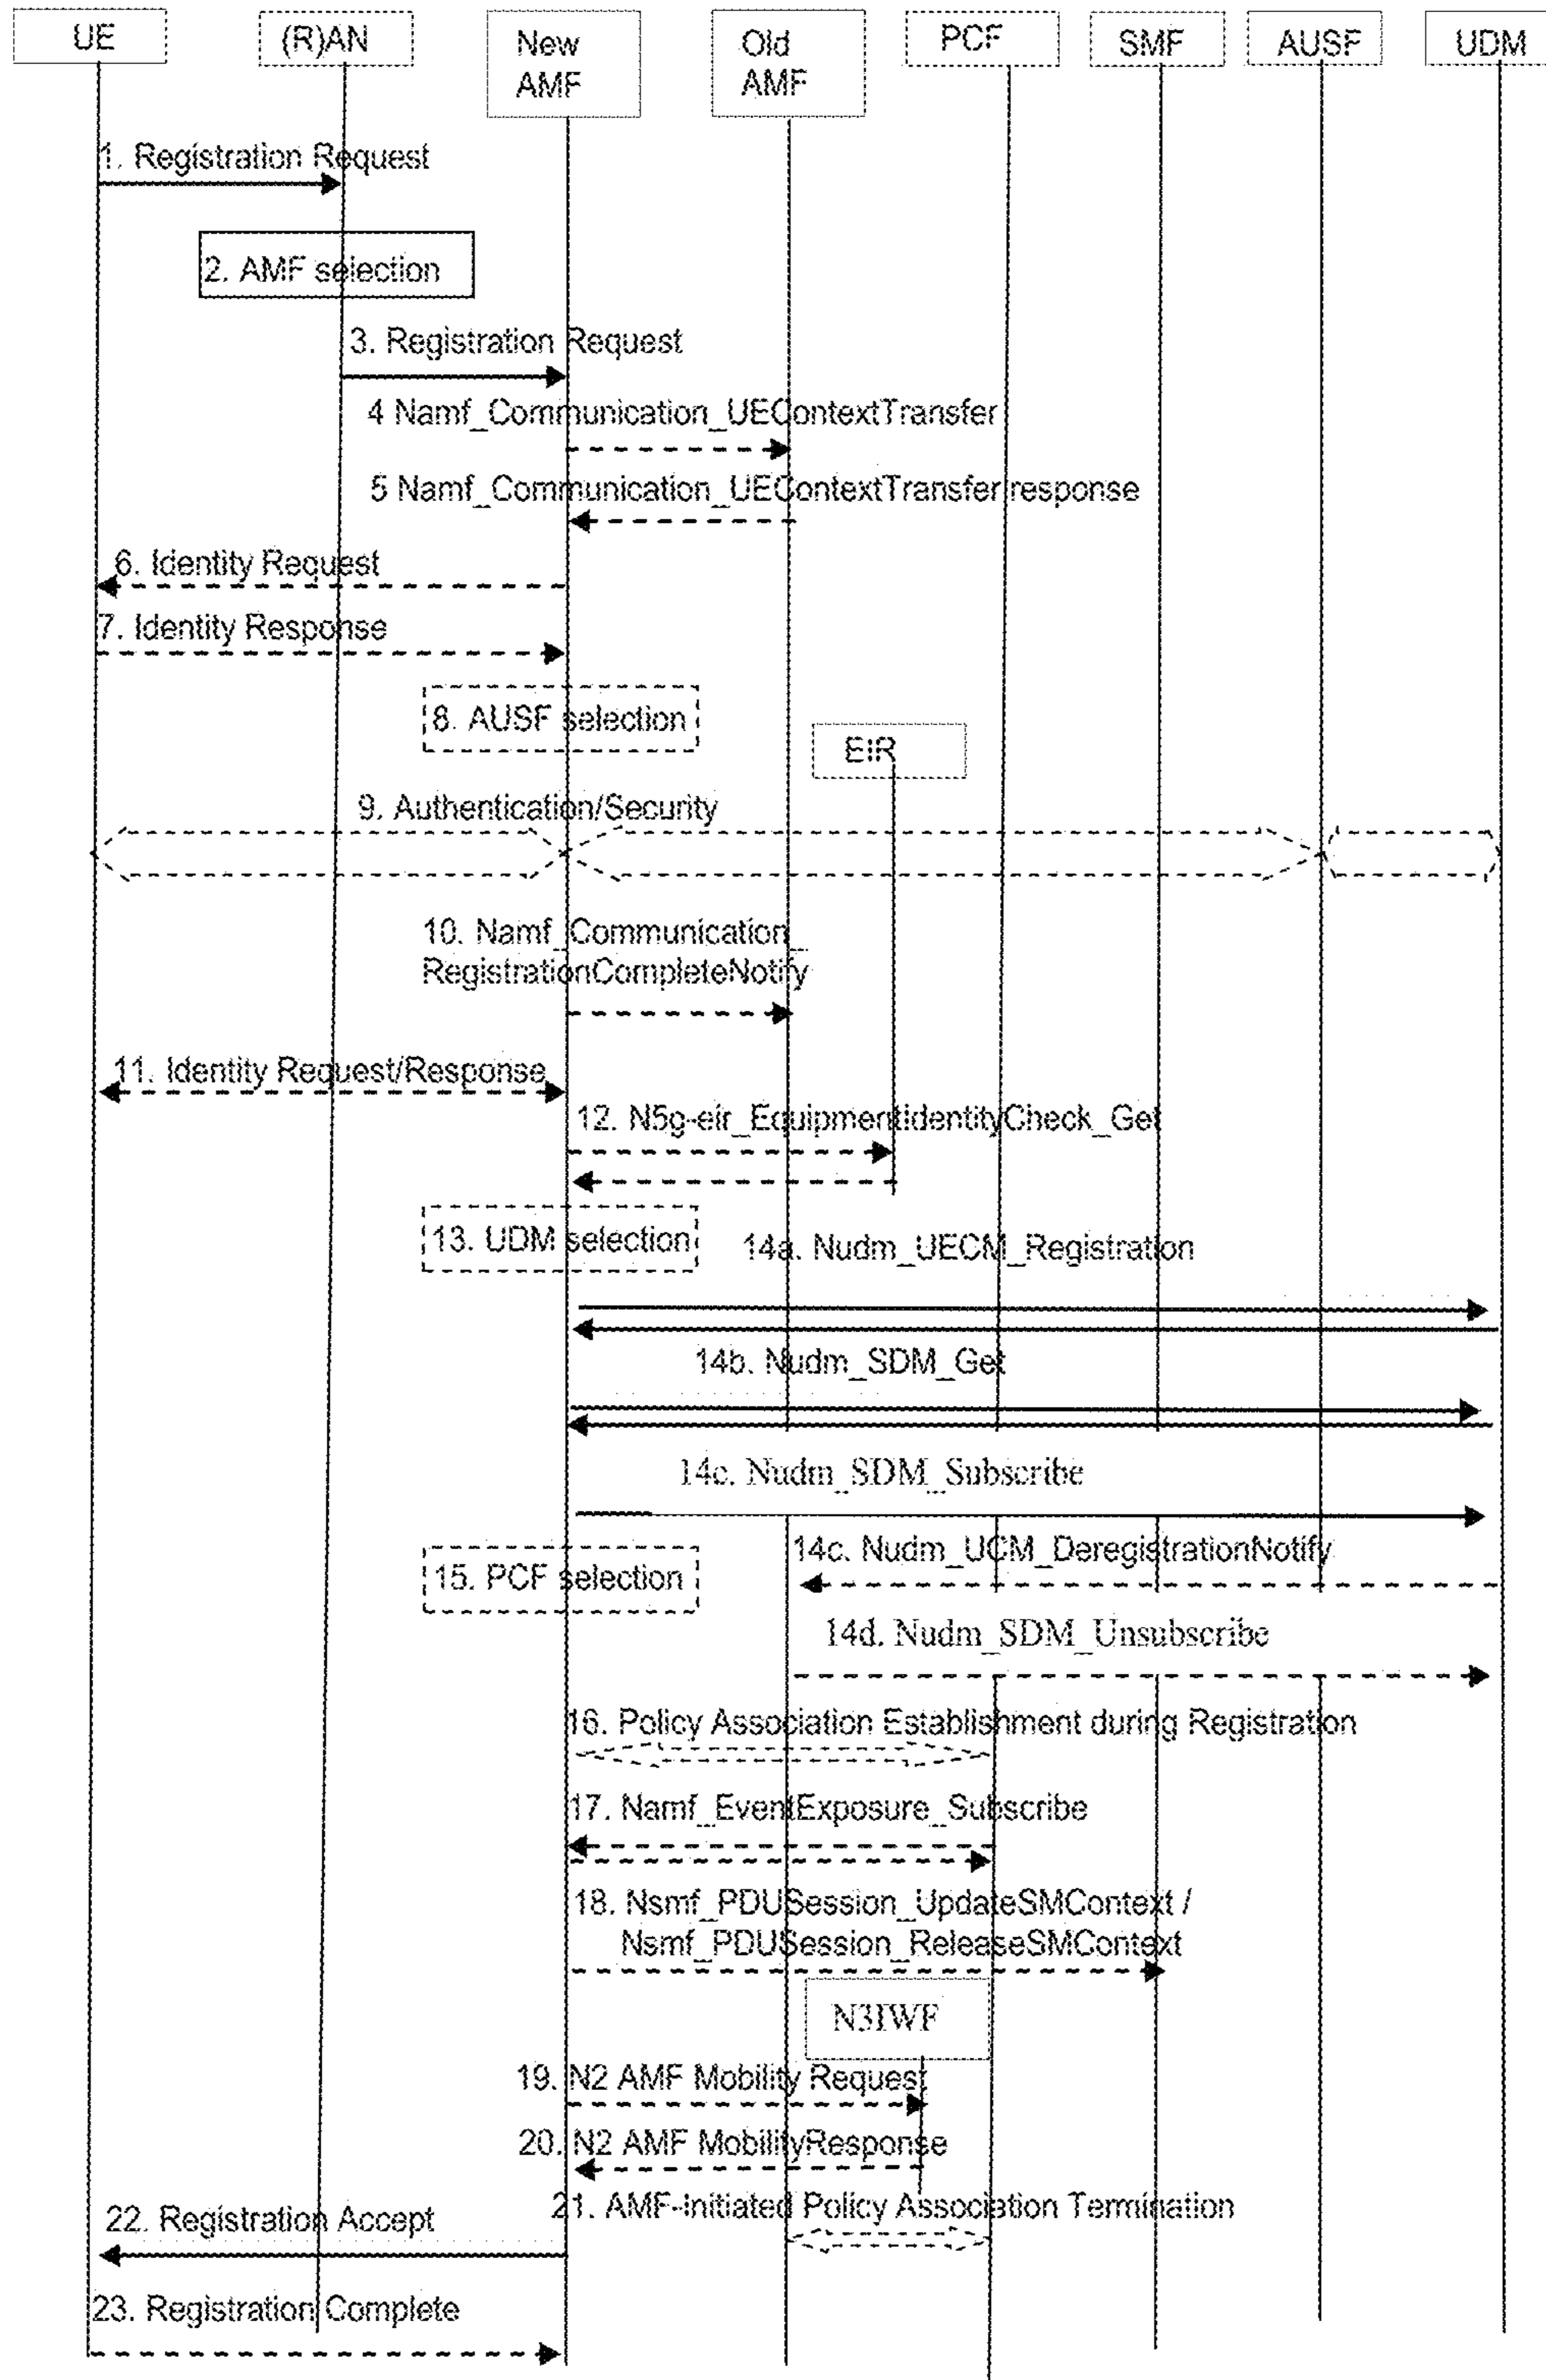 UE
(R)AN
New
AMF
Old
AMF
PCF
SMF
AUSF
UDM
1. Registration Request
2. AMF selection
3. Registration Request
4 Namf_Communication_UEContextTransfer
5 Namf_Communication_UEContextTransfer response
6. Identity Request
7. Identity Response
8. AUSF selection
EIR
9. Authentication/Security
10. Namf_Communication_
RegistrationCompleteNotify
11. Identity Request/Response
12. N5g-eir_EquipmentIdentityCheck_Get
13. UDM selection
14a. Nudm_UECM_Registration
14b. Nudm_SDM_Get
14c. Nudm_SDM_Subscribe
14c. Nudm_UCM_DeregistrationNotify
15. PCF selection
14d. Nudm_SDM_Unsubscribe
16. Policy Association Establishment during Registration
17. Namf_EventExposure_Subscribe
18. Nsmf_PDUSession_UpdateSMContext /
Nsmf_PDUSession_ReleaseSMContext
N3IWF
19. N2 AMF Mobility Request
20. N2 AMF MobilityResponse
21. AMF-Initiated Policy Association Termination
22. Registration Accept
23. Registration Complete